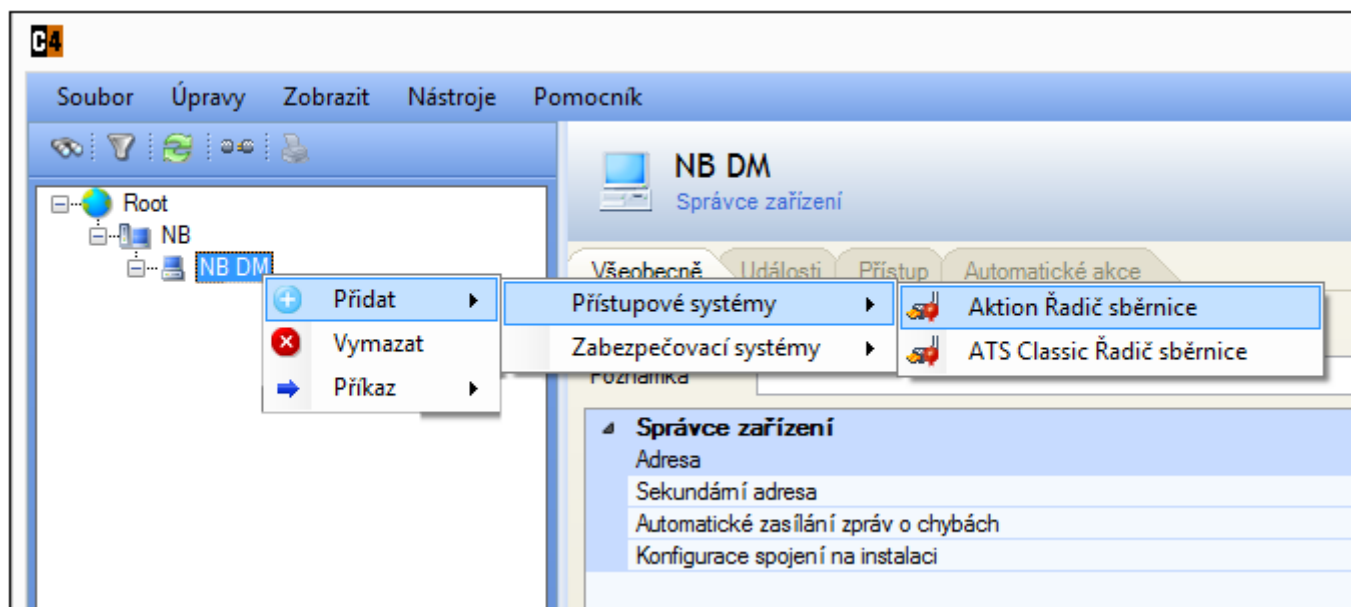 C4
Soubor Úpravy Zobrazit Nástroje Pomocník
NB DM
Správce zařízení
Root
NB
NB DM
Všeobecně Události Přístup Automatické akce
Přidat
Přístupové systémy
Aktion Řadič sběrnice
Vymazat
Zabezpečovací systémy
ATS Classic Řadič sběrnice
Poznámka
Příkaz
Správce zařízení
Adresa
Sekundární adresa
Automatické zasílání zpráv o chybách
Konfigurace spojení na instalaci